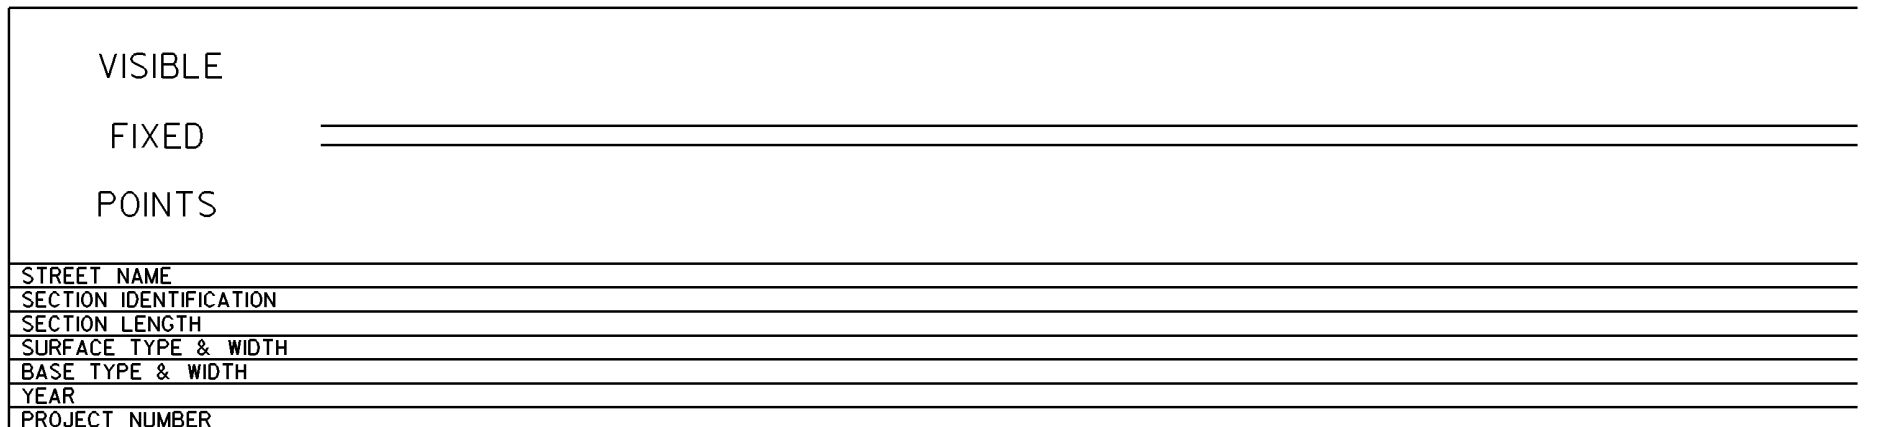 VISIBLE
FIXED
POINTS
STREET NAME
SECTION IDENTIFICATION
SECTION LENGTH
SURFACE TYPE & WIDTH
BASE TYPE & WIDTH
YEAR
PROJECT NUMBER